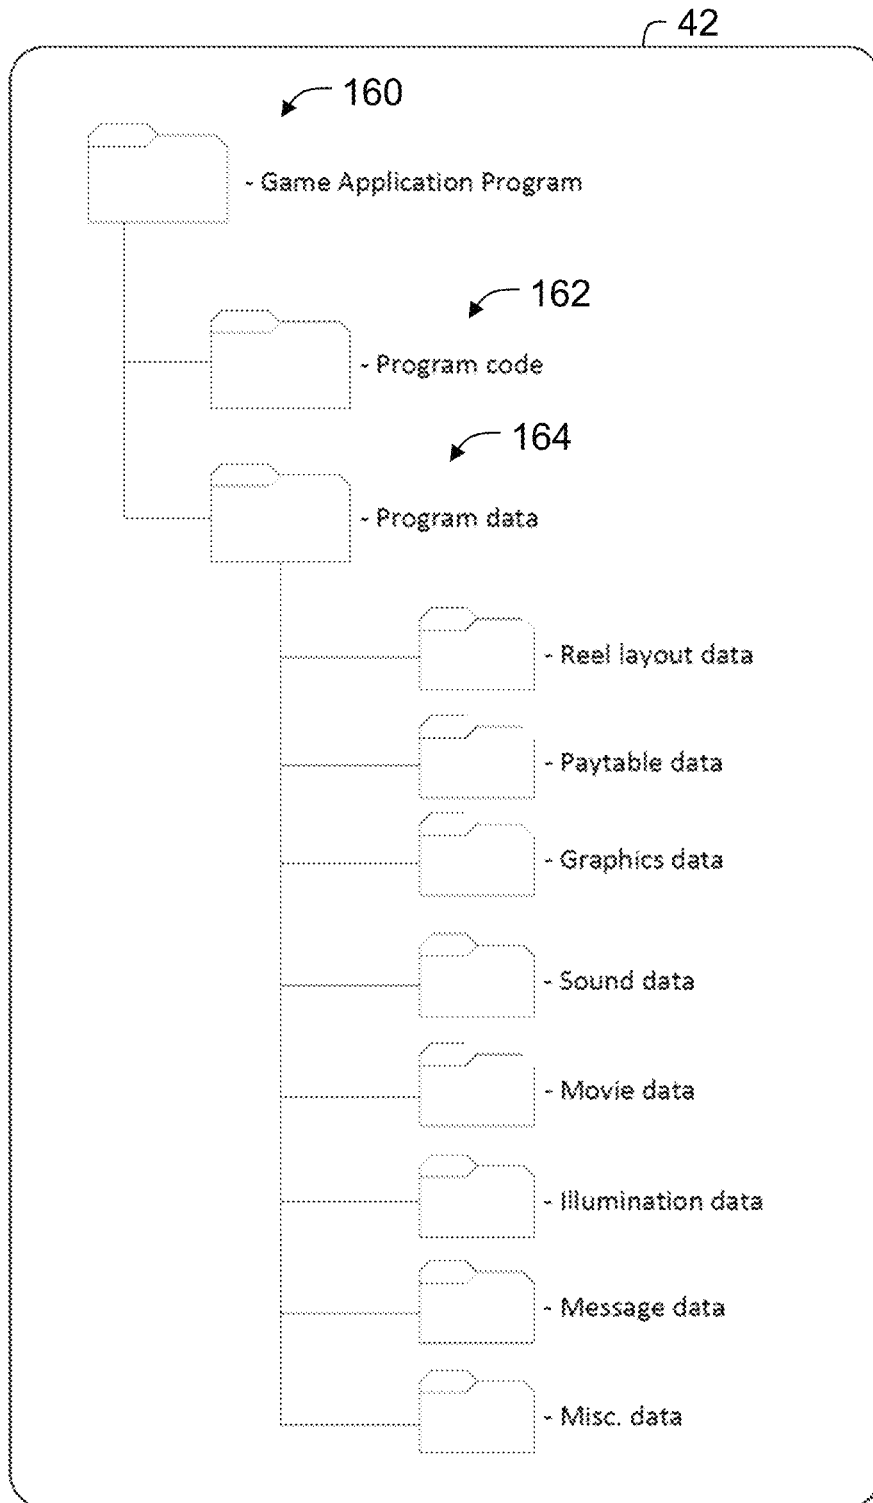 42
160
- Game Application Program
162
- Program code
164
- Program data
- Reel layout data
- Paytable data
- Graphics data
- Sound data
- Movie data
- Illumination data
- Message data
- Misc. data